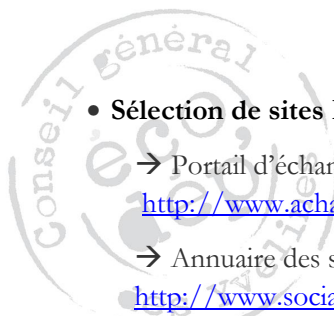 Conseil général
éco
• Sélection de sites
→ Portail d'échan
http://www.acha
→ Annuaire des s
http://www.socia